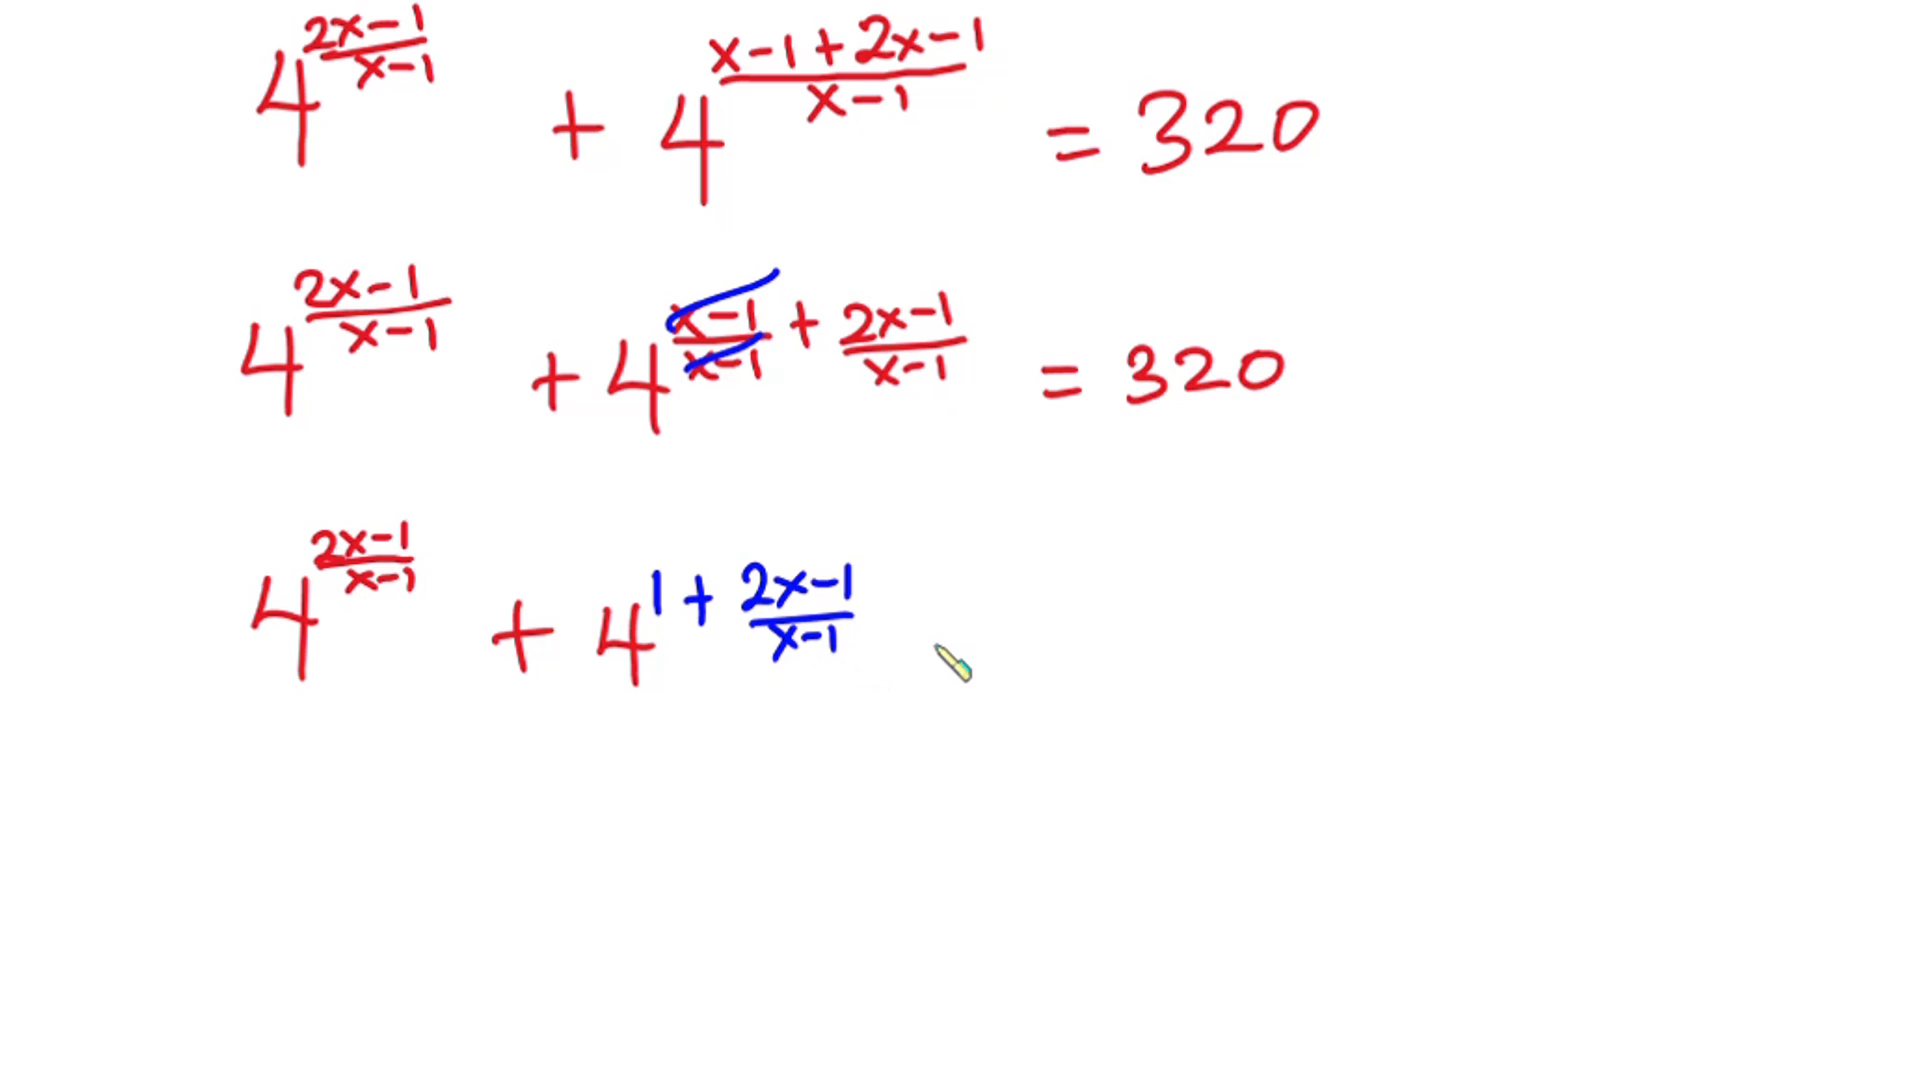 4^((2x-1)/(x-1)) + 4^((x-1+2x-1)/(x-1)) = 320
4^((2x-1)/(x-1)) + 4^((x-1)/(x-1) + (2x-1)/(x-1)) = 320
4^((2x-1)/(x-1)) + 4^(1 + (2x-1)/(x-1))